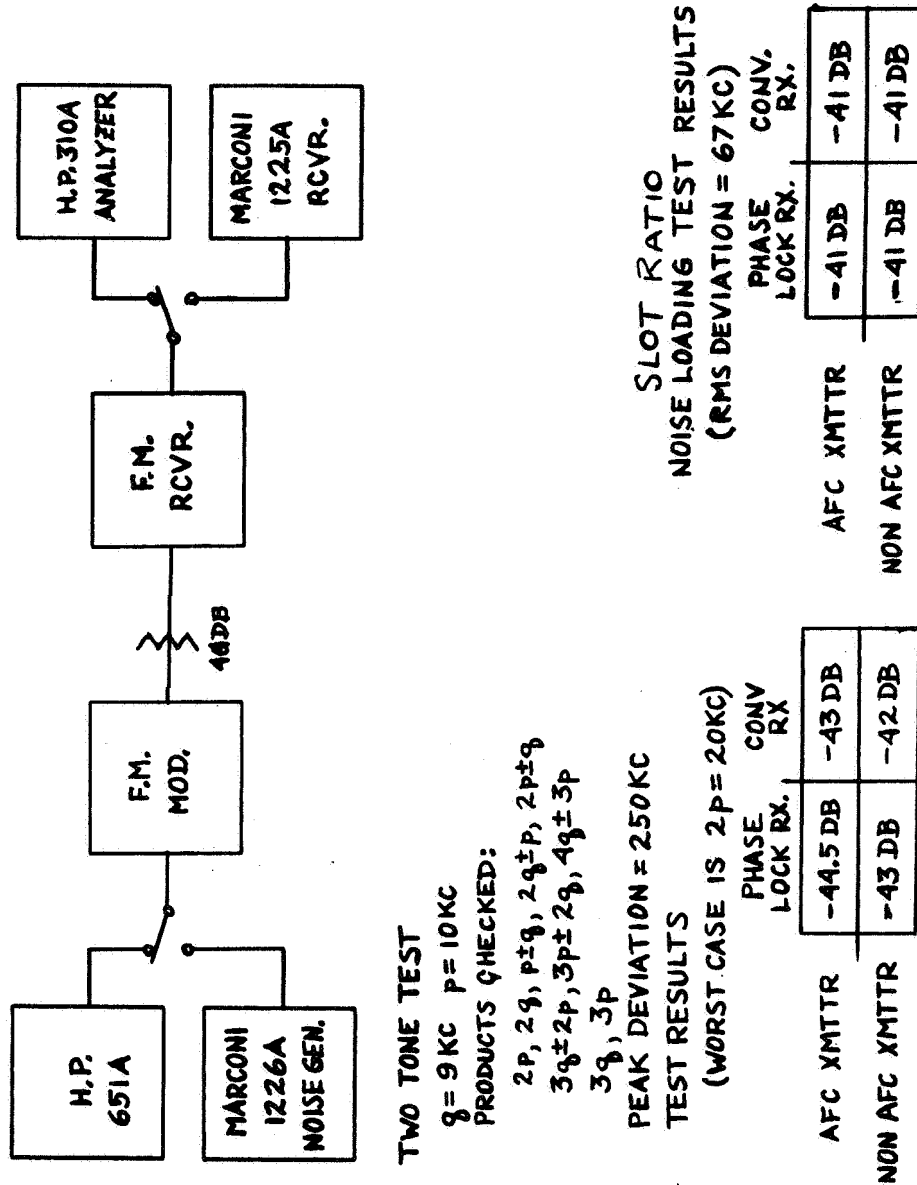 H.P.
651A
MARCONI
1226A
NOISE GEN.
F.M.
MOD.
F.M.
RCVR.
H.P. 310A
ANALYZER
MARCONI
1225A
RCVR.
TWO TONE TEST
q = 9KC p = 10KC
PRODUCTS CHECKED:
2p, 2q, p±q, 2q±p, 2p±q
3q±2p, 3p±2q, 4q±3p
3q, 3p
PEAK DEVIATION = 250KC
TEST RESULTS
(WORST CASE IS 2p = 20KC)
PHASE LOCK RX. CONV RX
AFC XMTTR -44.5 DB -43 DB
NON AFC XMTTR -43 DB -42 DB
SLOT RATIO
NOISE LOADING TEST RESULTS
(RMS DEVIATION = 67KC)
PHASE LOCK RX. CONV. RX.
AFC XMTTR -41 DB -41 DB
NON AFC XMTTR -41 DB -41 DB